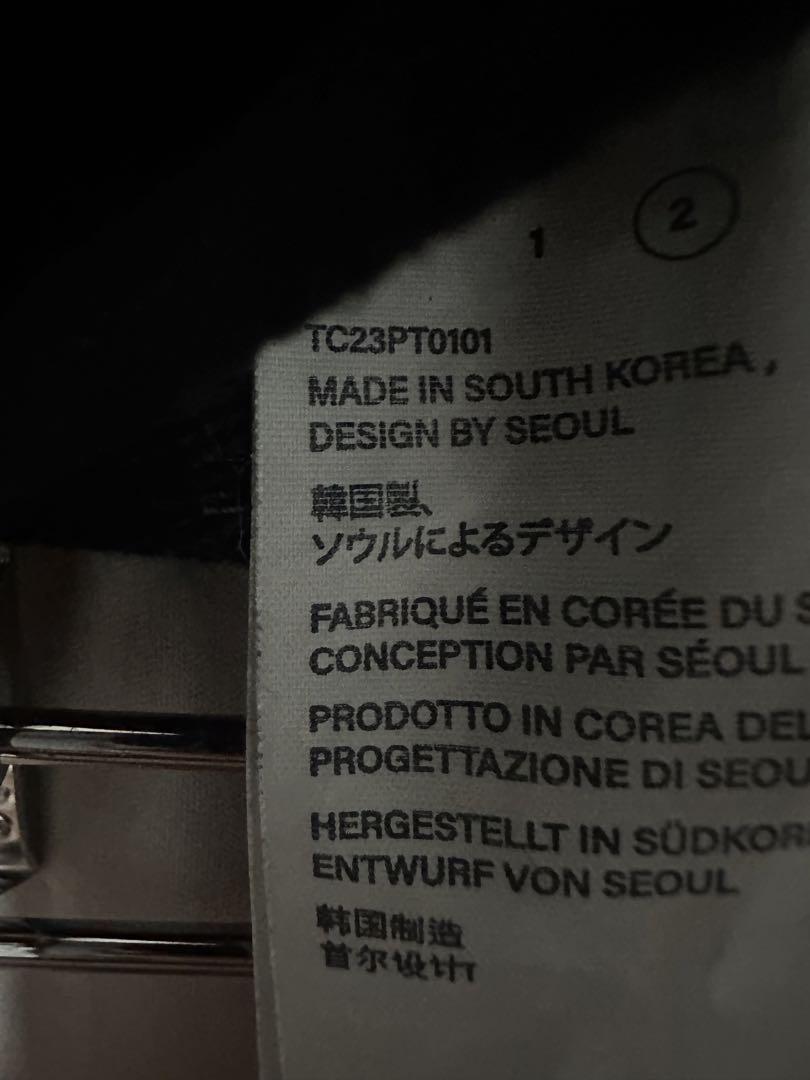 1 2
TC23PT0101
MADE IN SOUTH KOREA,
DESIGN BY SEOUL
韓国製、
ソウルによるデザイン
FABRIQUÉ EN CORÉE DU
CONCEPTION PAR SÉOUL
PRODOTTO IN COREA
PROGETTAZIONE DI
HERGESTELLT IN
ENTWURF VON SEOUL
韩国制造
首尔设计